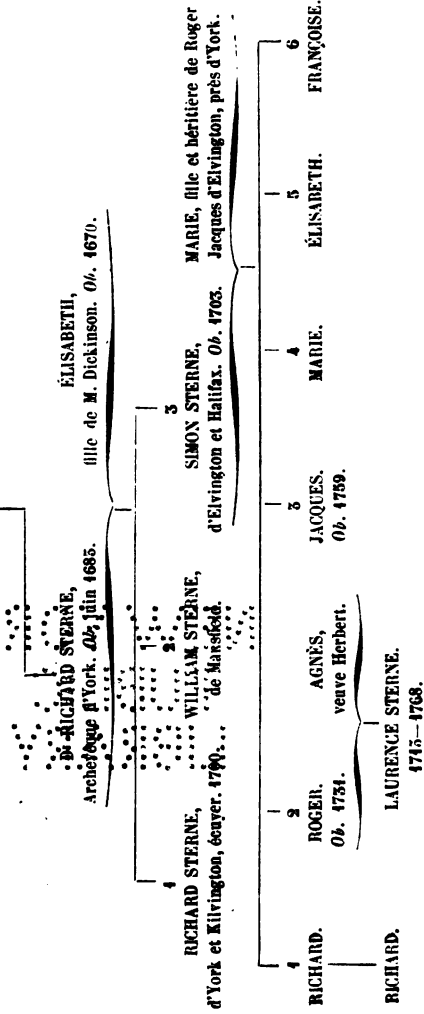 Dr RICHARD STERNE,
Archevêque d'York. Ob. juin 1683.
ÉLISABETH,
fille de M. Dickinson. Ob. 1670.
1 2 3
RICHARD STERNE,
d'York et Kilvington, écuyer. 1700.
WILLIAM STERNE,
de Mansfield.
SIMON STERNE,
d'Elvington et Halifax. Ob. 1703.
MARIE, fille et héritière de Roger
Jacques d'Elvington, près d'York.
1 2 3 4 5 6
RICHARD.
ROGER.
Ob. 1731.
AGNÈS,
veuve Herbert.
JACQUES.
Ob. 1759.
MARIE.
ÉLISABETH.
FRANÇOISE.
RICHARD.
LAURENCE STERNE.
1713–1768.